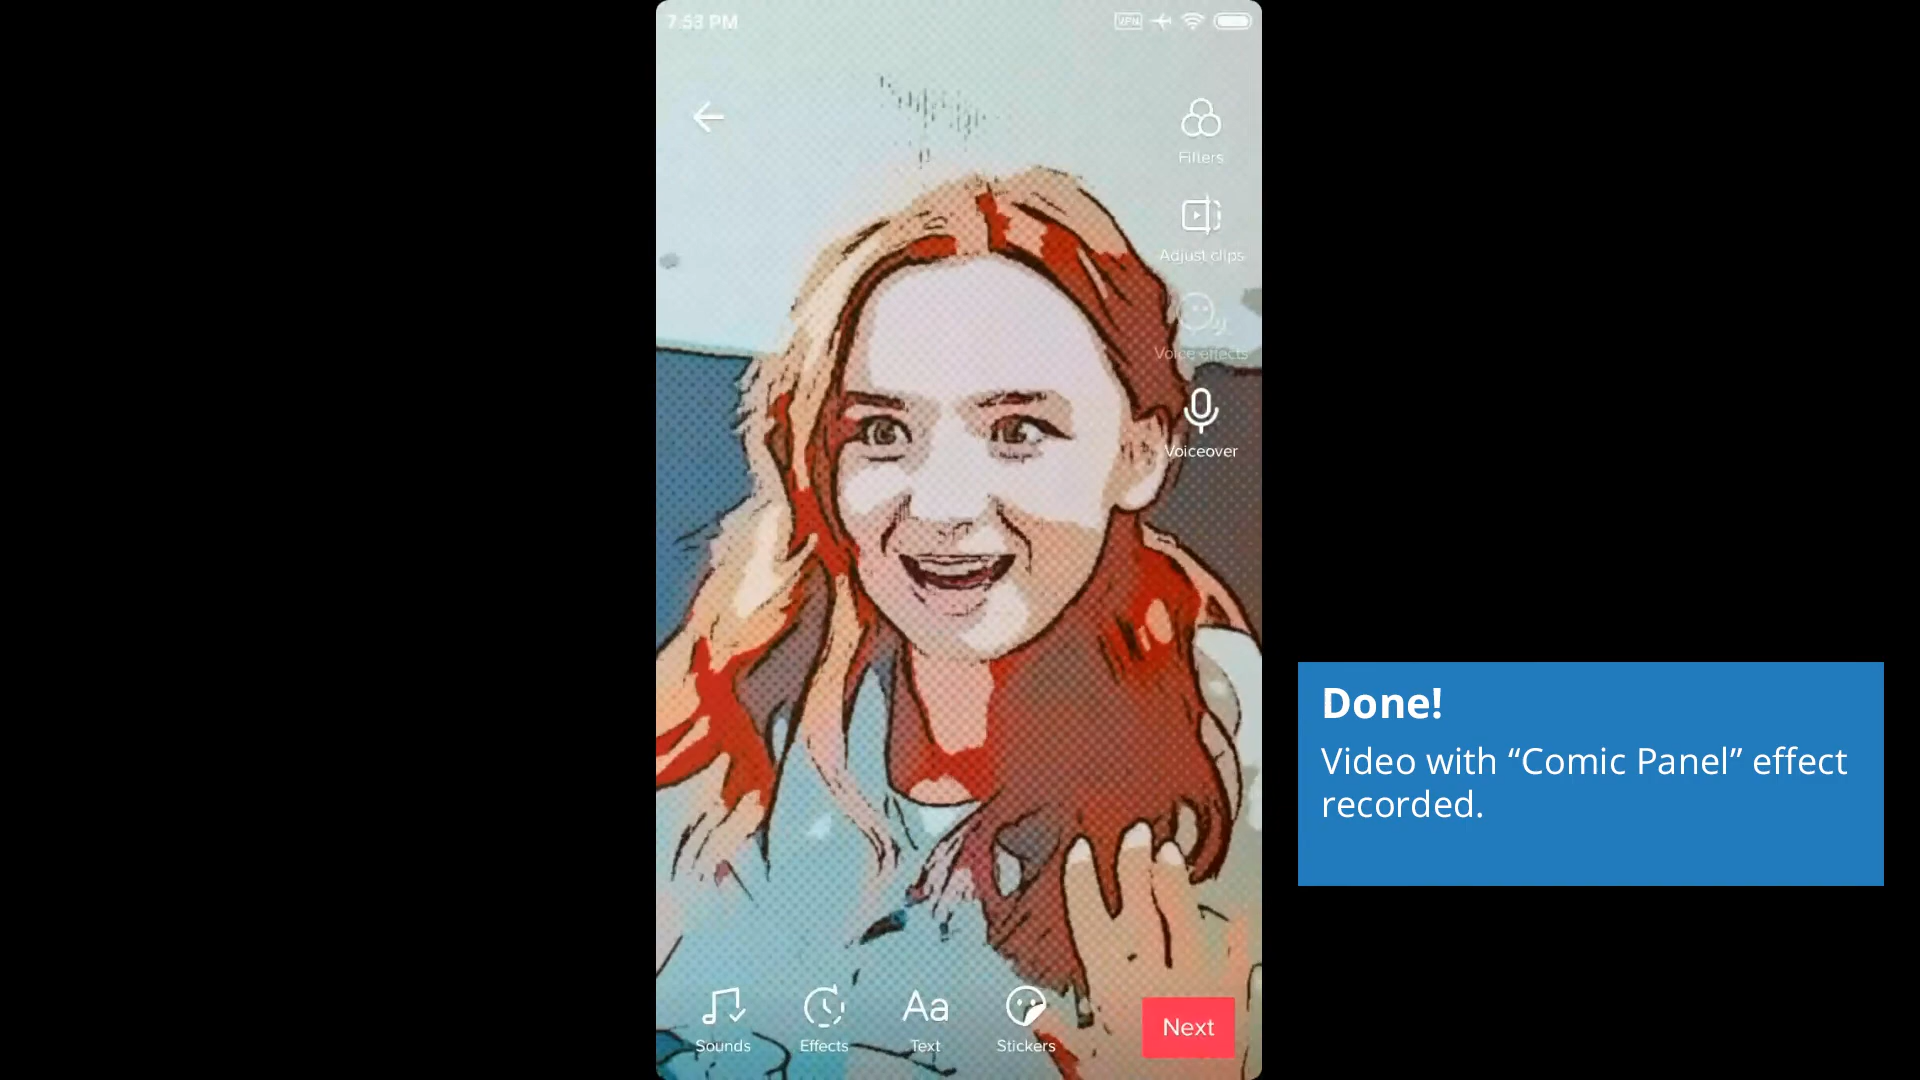 7:53 PM
VPN
Filters
Adjust clips
Voice effects
Voiceover
Sounds
Effects
Text
Aa
Stickers
Next
Done!
Video with “Comic Panel” effect
recorded.